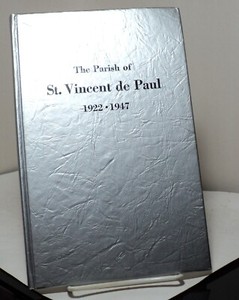 The Parish of
St. Vincent de Paul
1922 • 1947